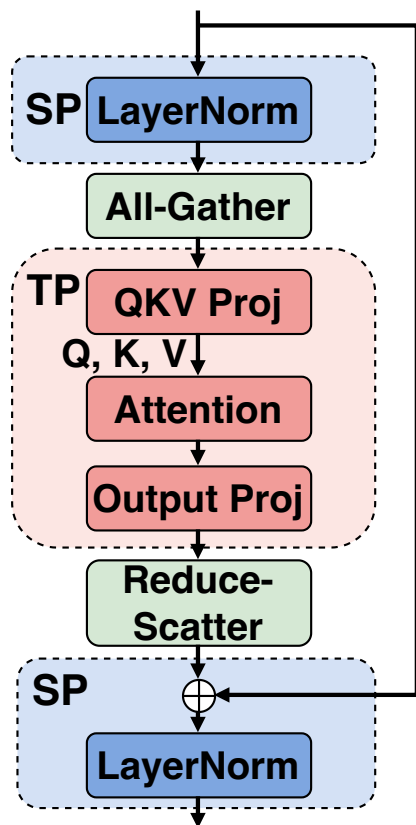 SP
LayerNorm
All-Gather
TP
QKV Proj
Q, K, V
Attention
Output Proj
Reduce-
Scatter
SP
LayerNorm